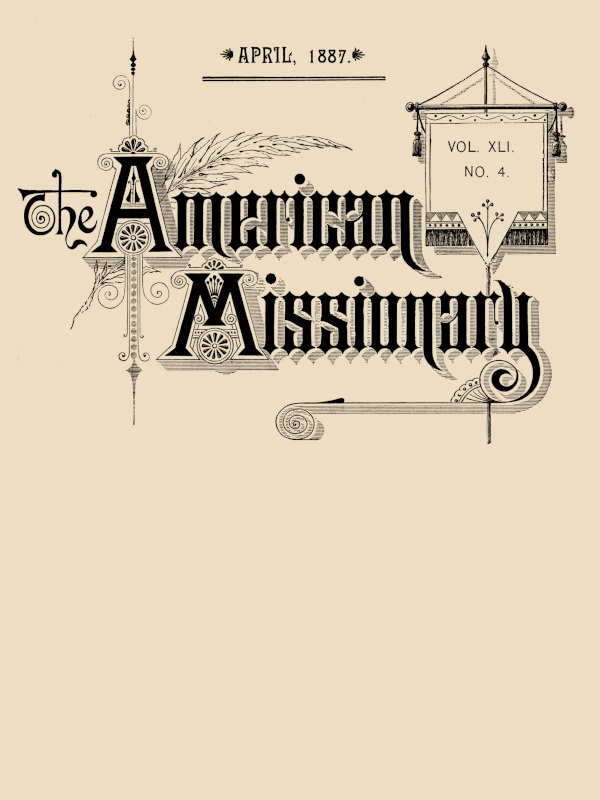 APRIL, 1887.
VOL. XLI.
NO. 4.
The American
Missionary